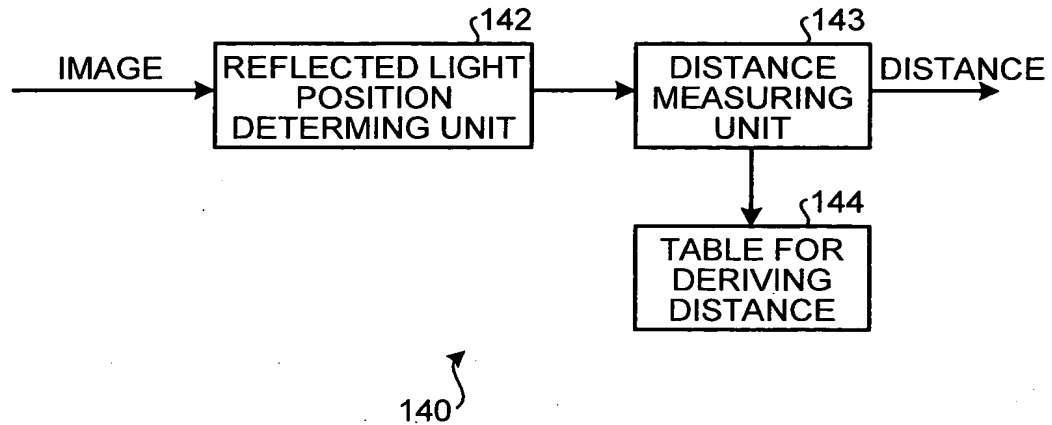 142
143
IMAGE
REFLECTED LIGHT
POSITION
DETERMING UNIT
DISTANCE
MEASURING
UNIT
DISTANCE
144
TABLE FOR
DERIVING
DISTANCE
140